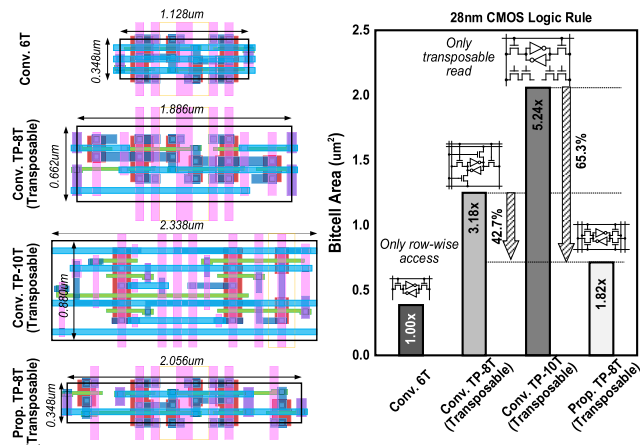 1.128um
Conv. 6T
0.348um
1.886um
Conv. TP-8T
(Transposable)
0.662um
2.338um
Conv. TP-10T
(Transposable)
0.880um
2.056um
Prop. TP-8T
(Transposable)
0.348um
28nm CMOS Logic Rule
Bitcell Area (um²)
2.5
2.0
1.5
1.0
0.5
0.0
Only
transposable
read
5.24x
65.3%
3.18x
42.7%
Only row-wise
access
1.00x
1.82x
Conv. 6T
Conv. TP-8T
(Transposable)
Conv. TP-10T
(Transposable)
Prop. TP-8T
(Transposable)